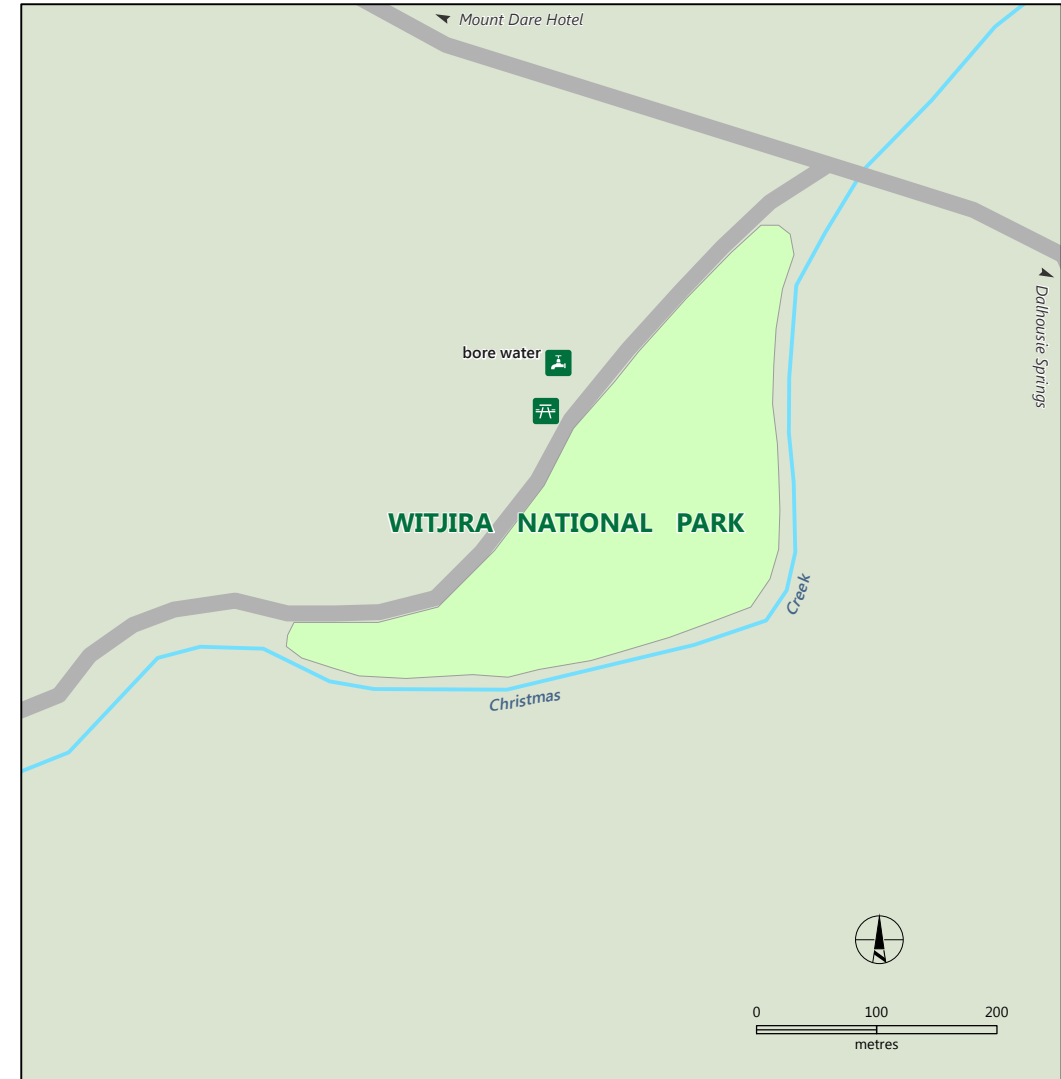 Mount Dare Hotel
Dalhousie Springs
bore water
WITJIRA NATIONAL PARK
Creek
Christmas
0 100 200
metres